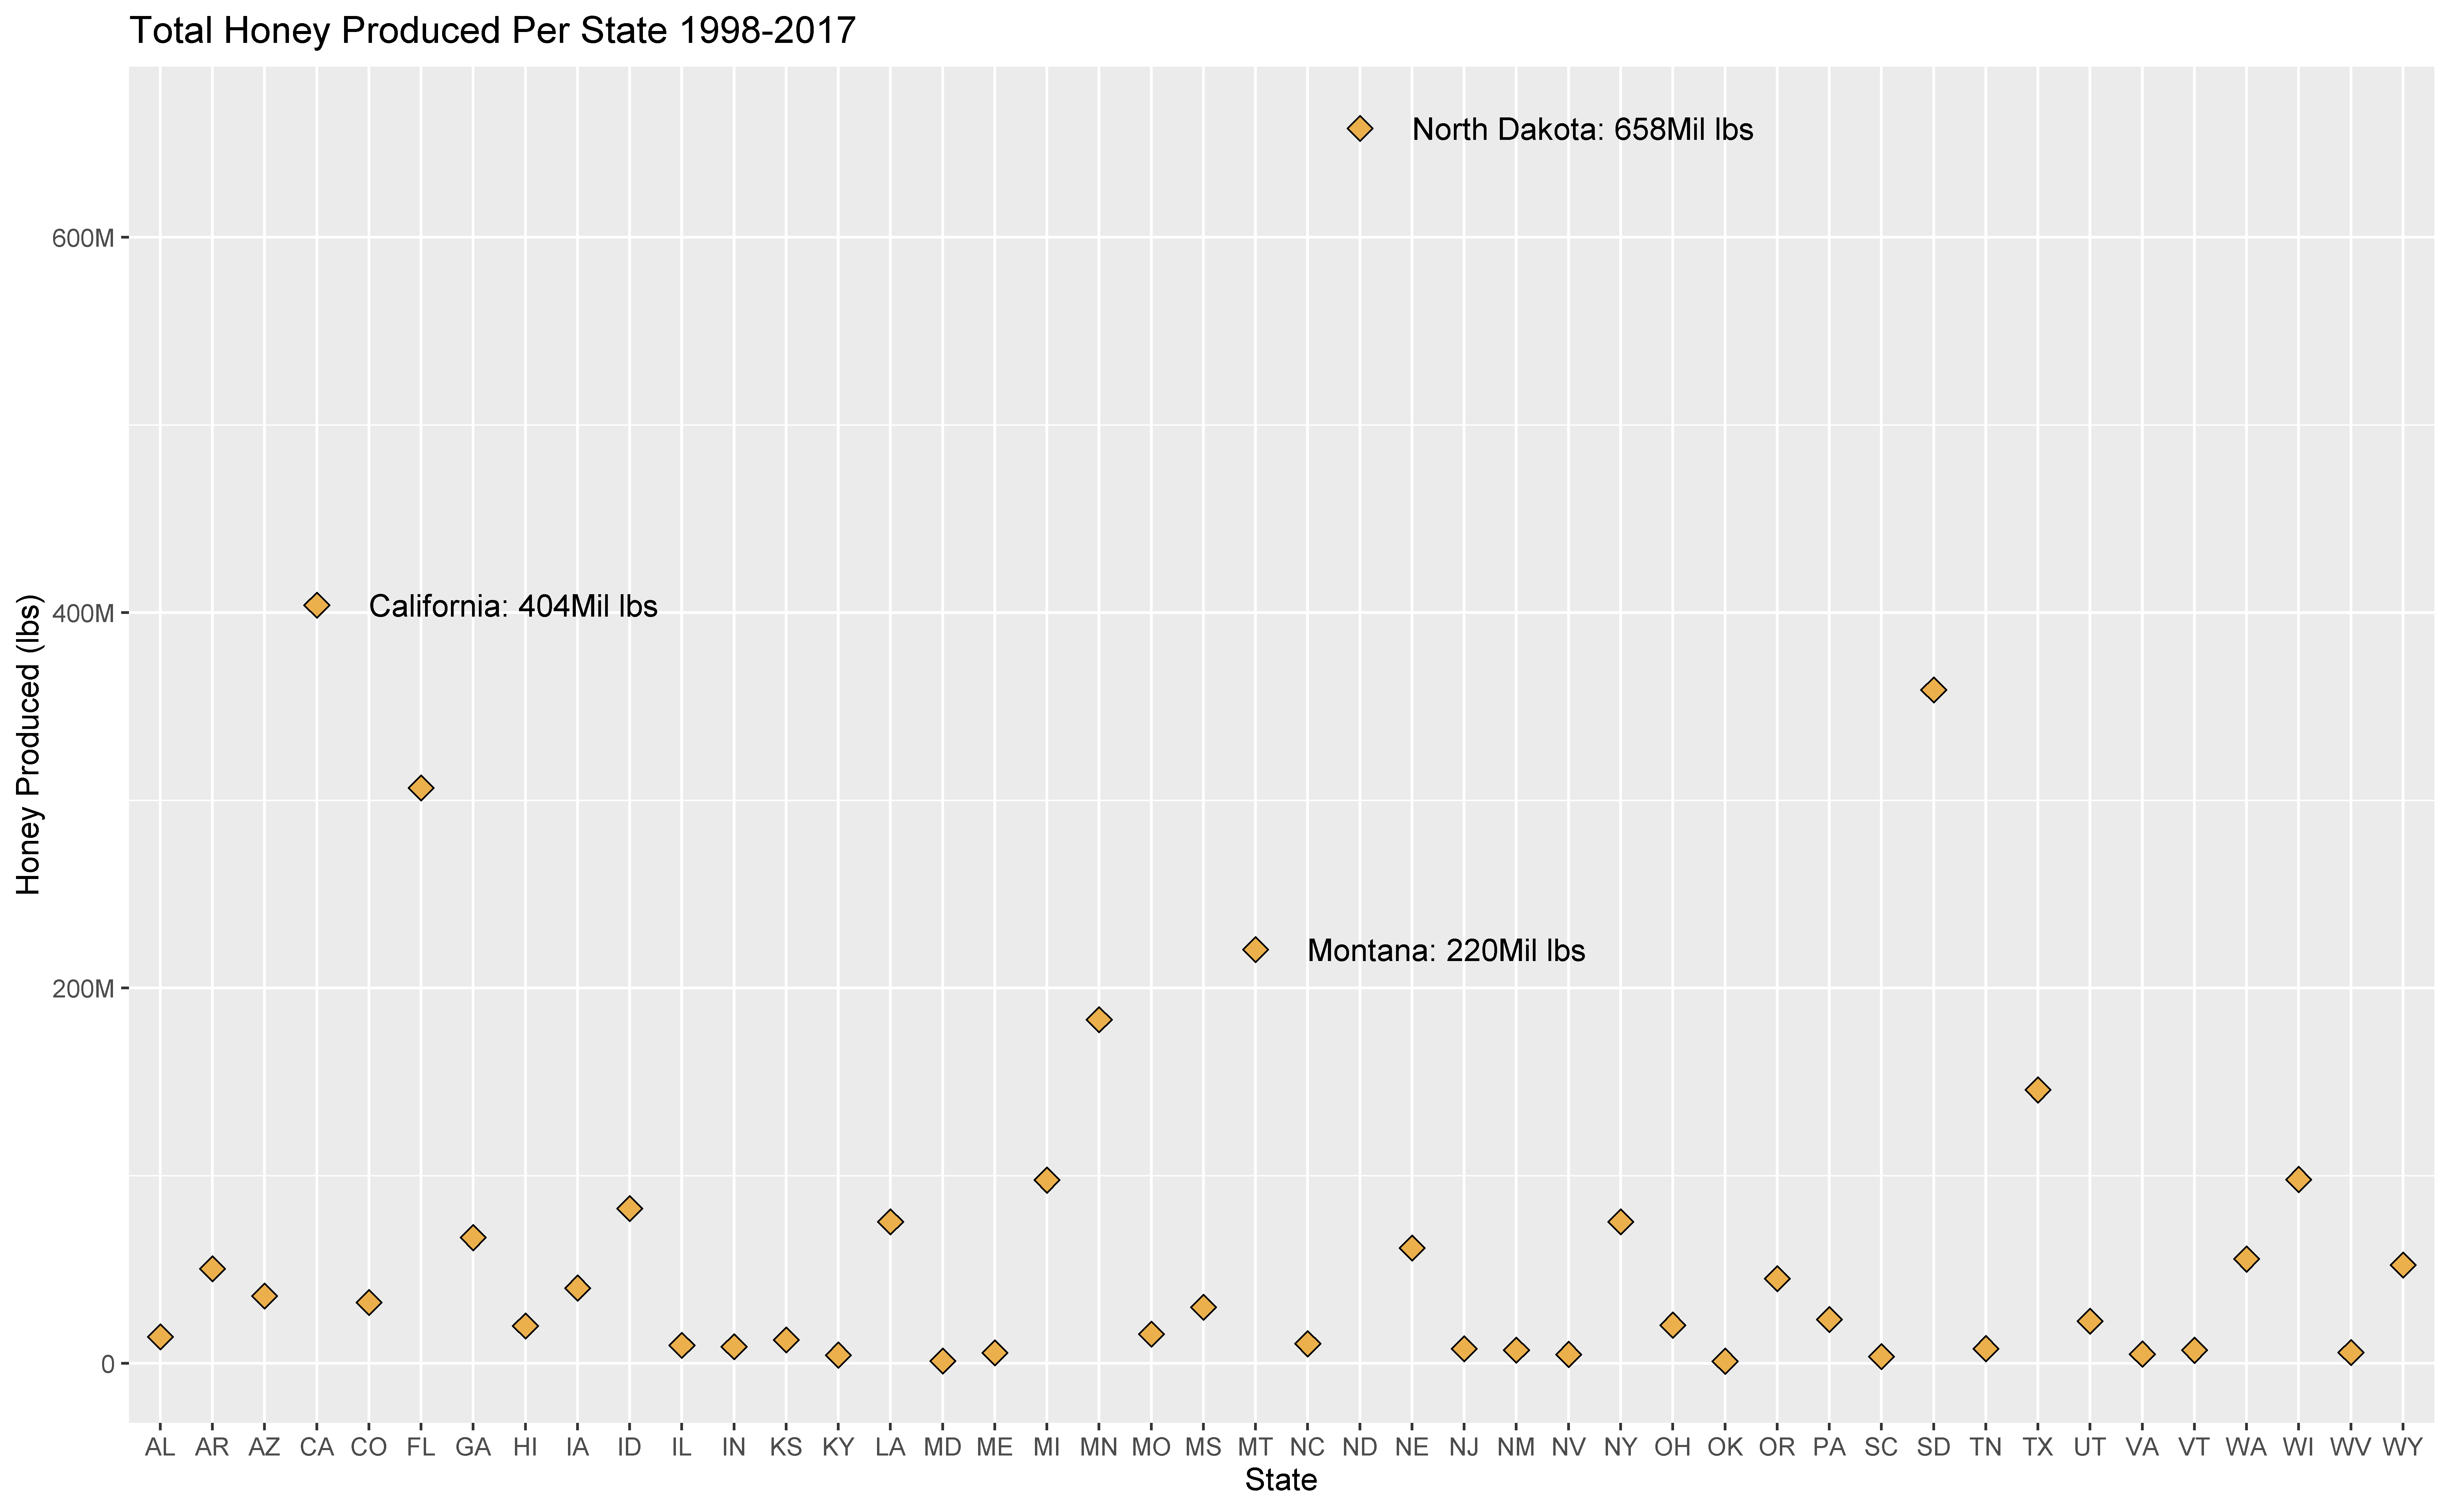 Total Honey Produced Per State 1998-2017
North Dakota: 658Mil lbs
600M
California: 404Mil lbs
400M
Honey Produced (lbs)
Montana: 220Mil lbs
200M
0
AL AR AZ CA CO FL GA HI IA ID IL IN KS KY LA MD ME MI MN MO MS MT NC ND NE NJ NM NV NY OH OK OR PA SC SD TN TX UT VA VT WA WI WV WY
State